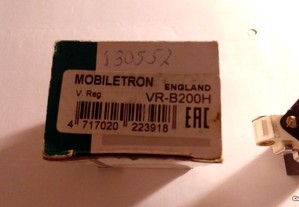 130552
MOBILETRON ENGLAND
V. Reg VR-B200H
4 717020 223918 EAC